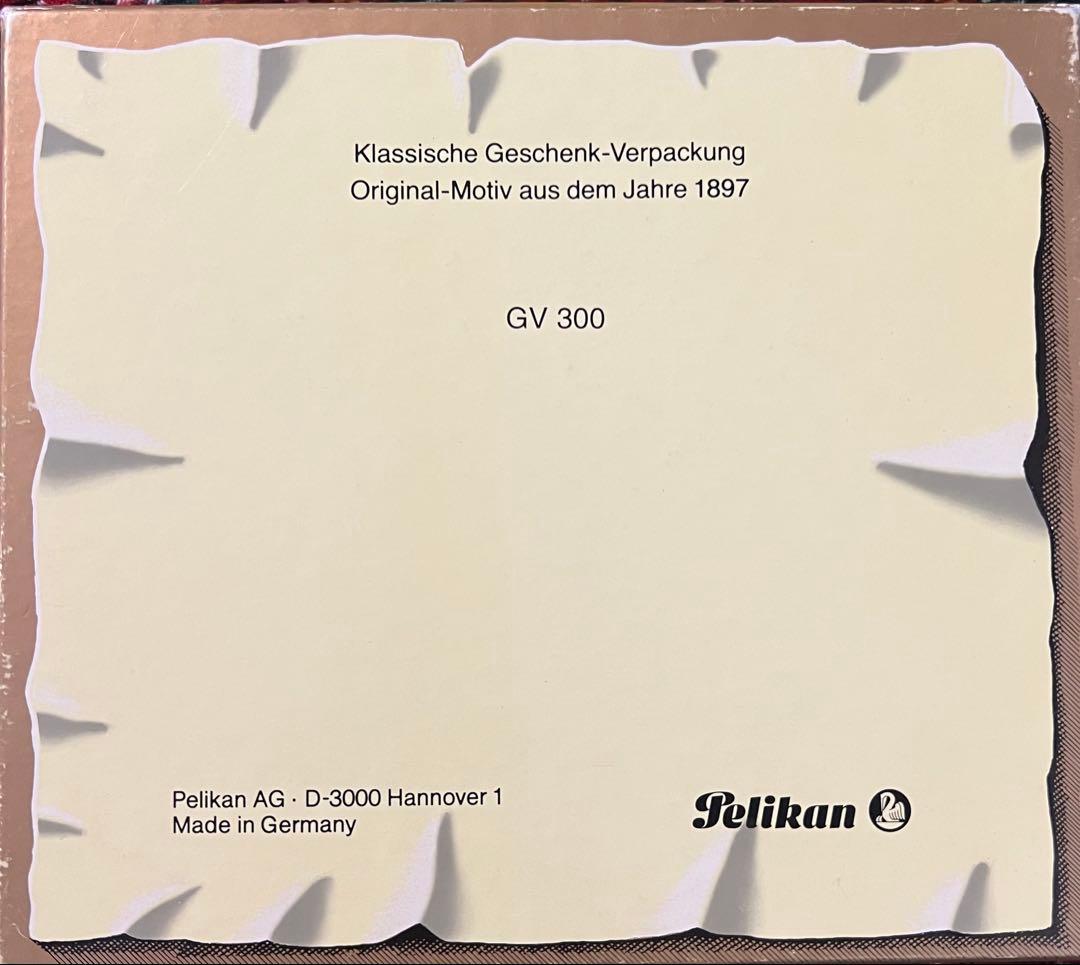 Klassische Geschenk-Verpackung
Original-Motiv aus dem Jahre 1897
GV 300
Pelikan AG · D-3000 Hannover 1
Made in Germany
Pelikan